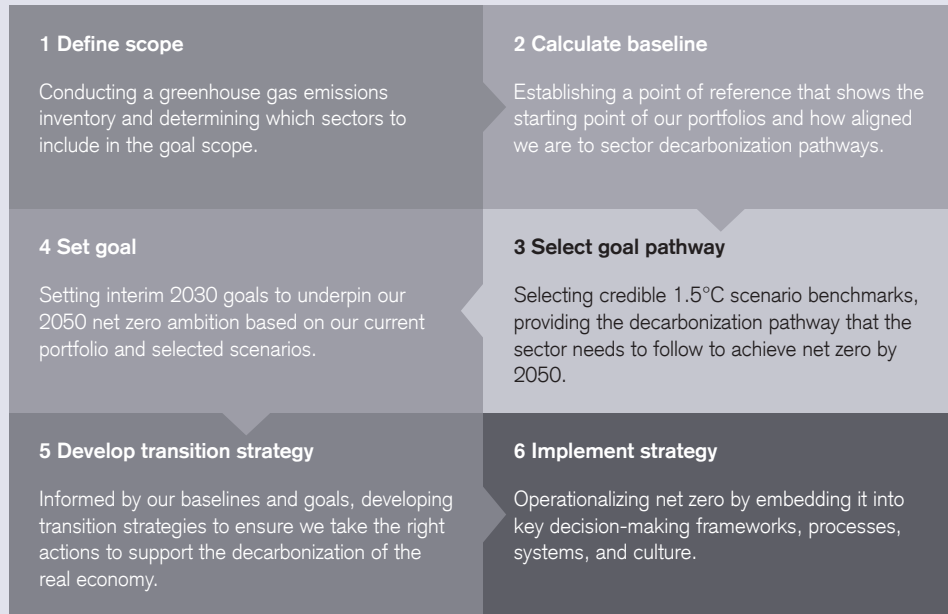 1 Define scope
Conducting a greenhouse gas emissions
inventory and determining which sectors to
include in the goal scope.
2 Calculate baseline
Establishing a point of reference that shows the
starting point of our portfolios and how aligned
we are to sector decarbonization pathways.
3 Select goal pathway
Selecting credible 1.5°C scenario benchmarks,
providing the decarbonization pathway that the
sector needs to follow to achieve net zero by
2050.
4 Set goal
Setting interim 2030 goals to underpin our
2050 net zero ambition based on our current
portfolio and selected scenarios.
5 Develop transition strategy
Informed by our baselines and goals, developing
transition strategies to ensure we take the right
actions to support the decarbonization of the
real economy.
6 Implement strategy
Operationalizing net zero by embedding it into
key decision-making frameworks, processes,
systems, and culture.